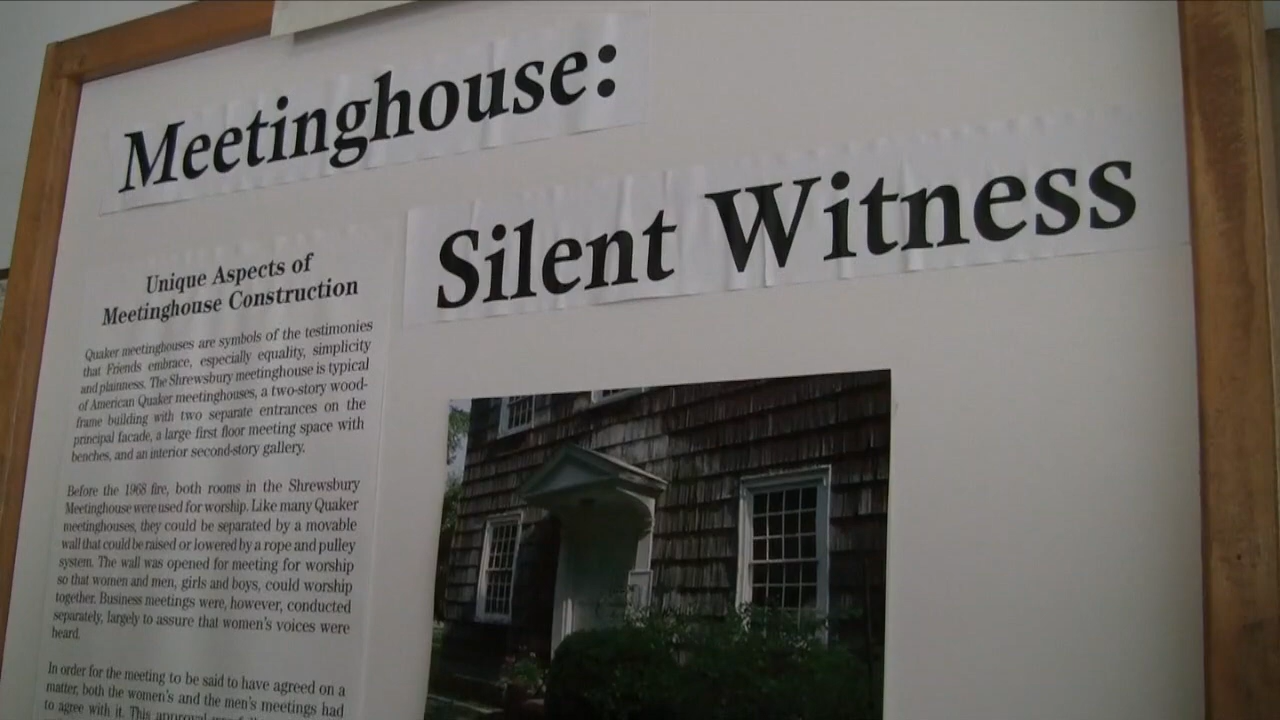 Meetinghouse:
Silent Witness
Unique Aspects of
Meetinghouse Construction
Quaker meetinghouses are symbols of the testimonies
that Friends embrace, especially equality, simplicity
and plainness. The Shrewsbury meetinghouse is typical
of American Quaker meetinghouses, a two-story wood-
frame building with two separate entrances on the
principal facade, a large first floor meeting space with
benches, and an interior second-story gallery.
Before the 1968 fire, both rooms in the Shrewsbury
Meetinghouse were used for worship. Like many Quaker
meetinghouses, they could be separated by a movable
wall that could be raised or lowered by a rope and pulley
system. The wall was opened for meeting for worship
so that women and men, girls and boys, could worship
together. Business meetings were, however, conducted
separately, largely to assure that women's voices were
heard.
In order for the meeting to be said to have agreed on a
matter, both the women's and the men's meetings had
to agree with it. This approval